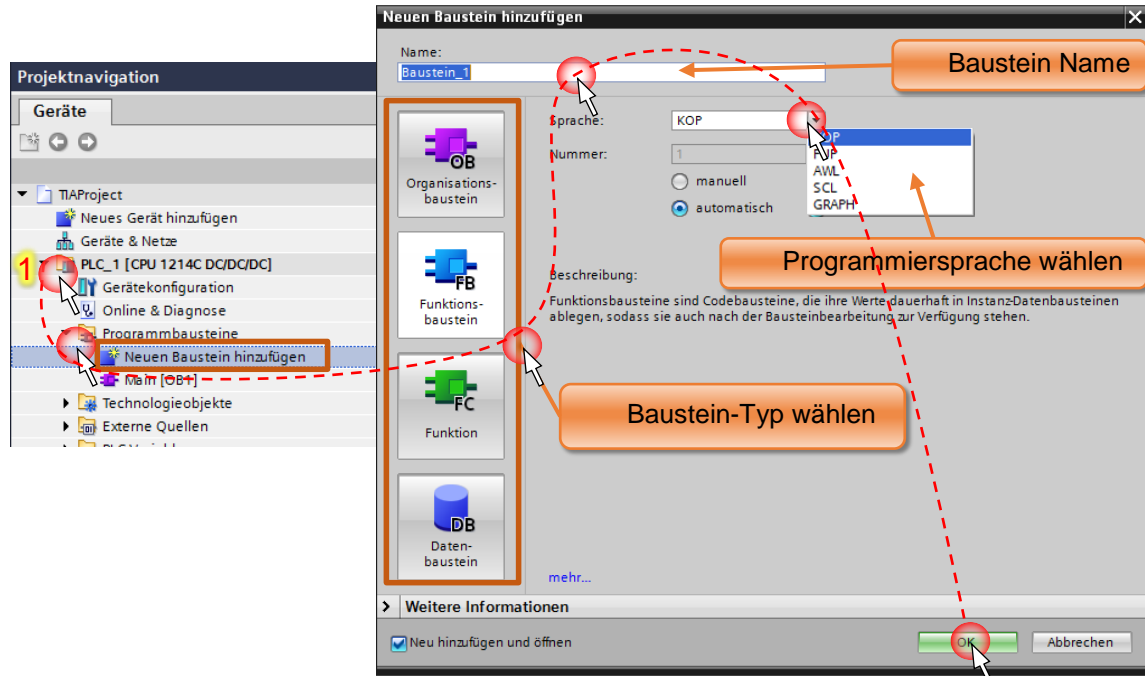 Projektnavigation
Geräte
TIAProject
Neues Gerät hinzufügen
Geräte & Netze
1
PLC_1 [CPU 1214C DC/DC/DC]
Gerätekonfiguration
Online & Diagnose
Programmbausteine
Neuen Baustein hinzufügen
Main [OB1]
Technologieobjekte
Externe Quellen
Neuen Baustein hinzufügen
Name:
Baustein_1
Baustein Name
OB
Organisations-
baustein
FB
Funktions-
baustein
FC
Funktion
DB
Daten-
baustein
Sprache:
KOP
Nummer:
1
manuell
automatisch
KOP
FUP
AWL
SCL
GRAPH
Programmiersprache wählen
Beschreibung:
Funktionsbausteine sind Codebausteine, die ihre Werte dauerhaft in Instanz-Datenbausteinen
ablegen, sodass sie auch nach der Bausteinbearbeitung zur Verfügung stehen.
Baustein-Typ wählen
mehr...
Weitere Informationen
Neu hinzufügen und öffnen
OK
Abbrechen